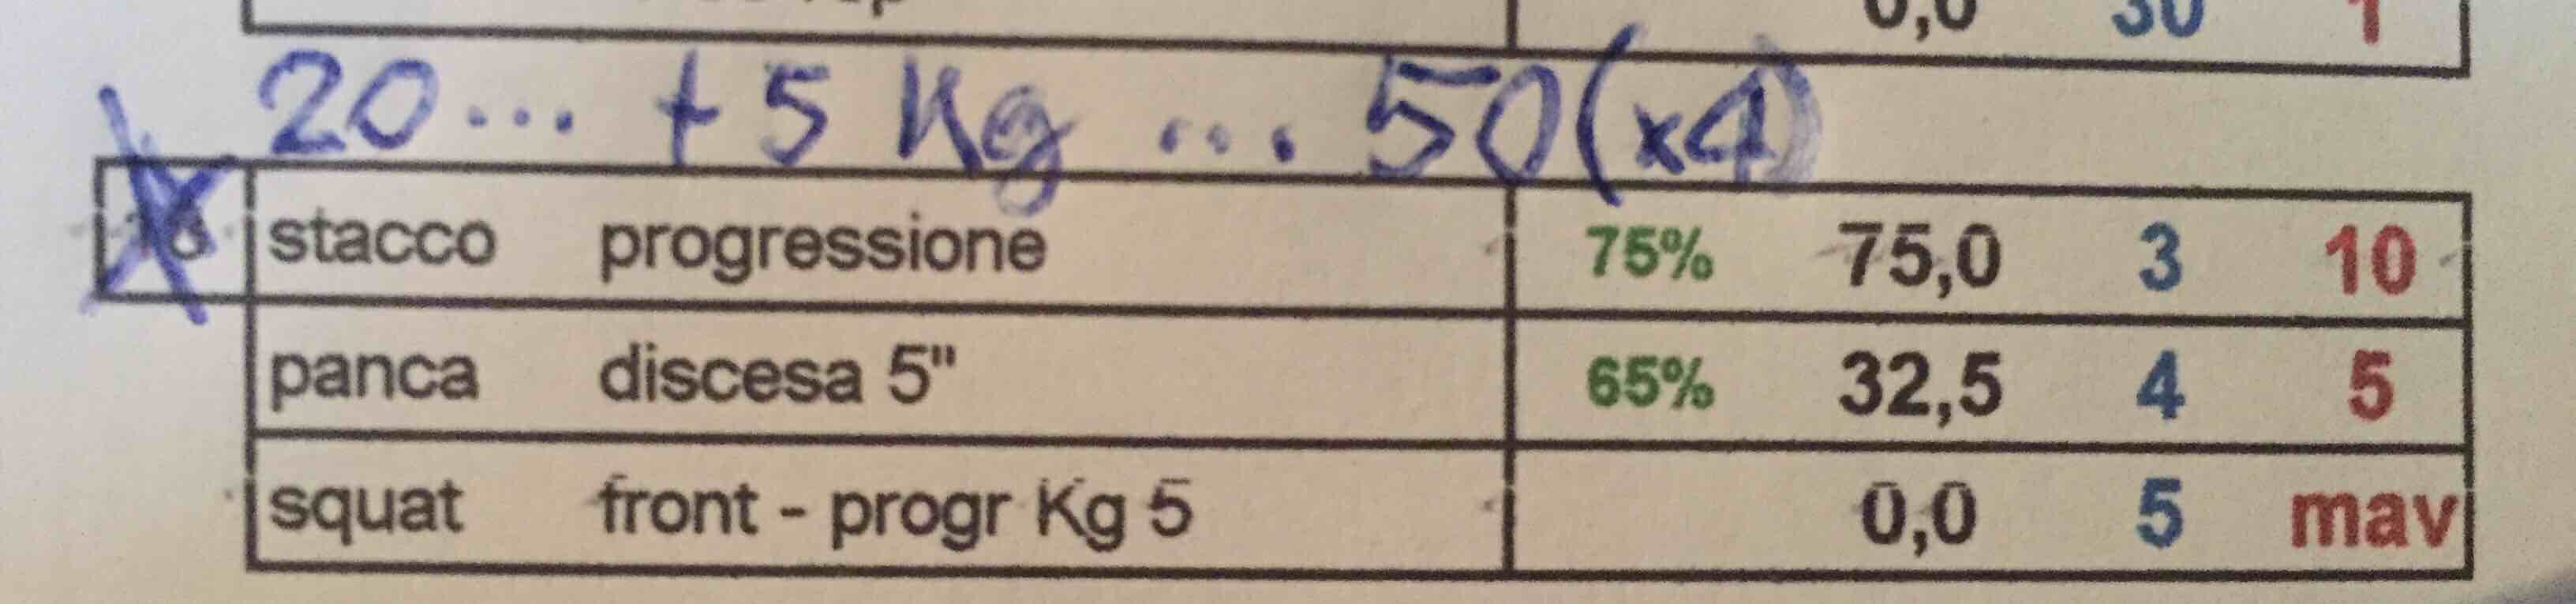 0,0 30 1
20... +5 Kg ... 50(x4)
stacco progressione 75% 75,0 3 10
panca discesa 5" 65% 32,5 4 5
squat front - progr Kg 5 0,0 5 mav